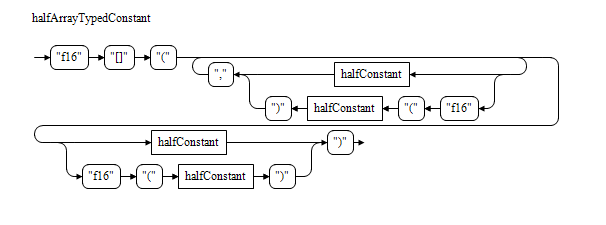 halfArrayTypedConstant
"f16" "[]" "("
"," halfConstant
")" halfConstant "(" "f16"
halfConstant ")"
"f16" "(" halfConstant ")"